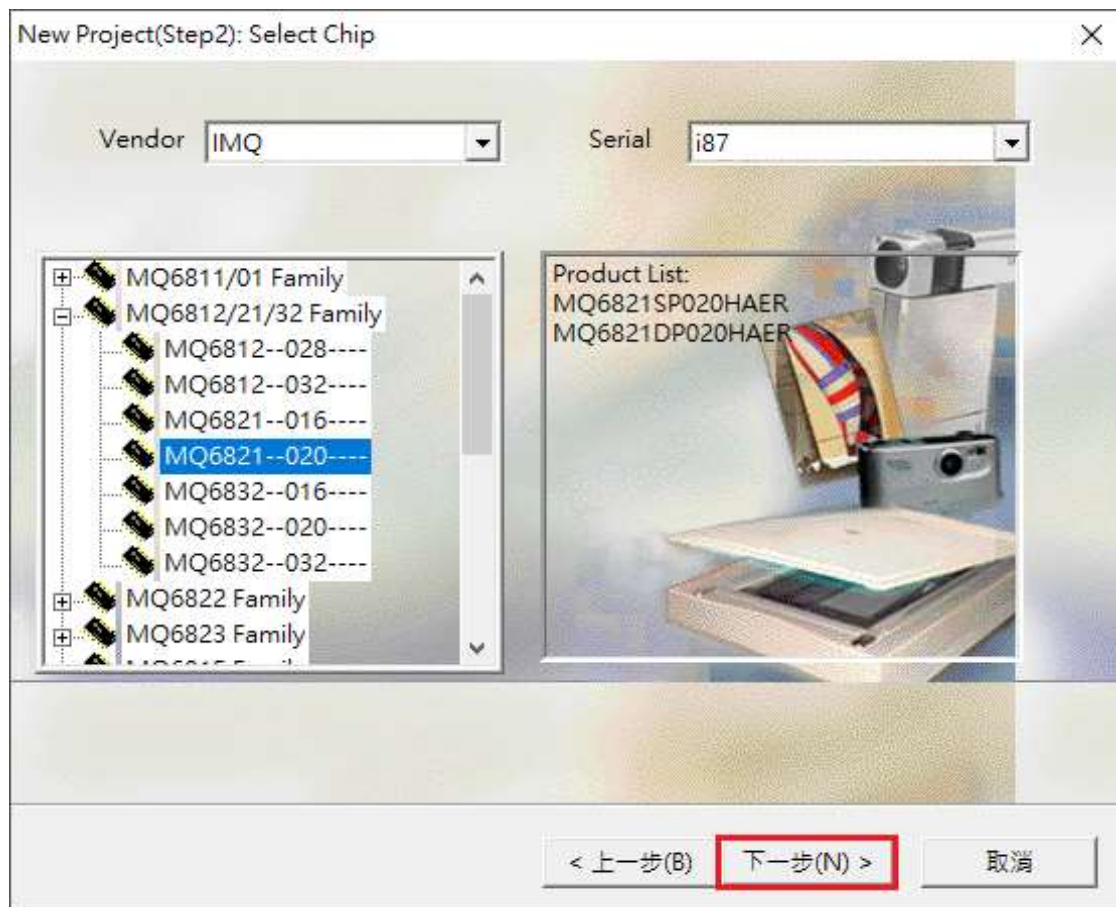 New Project(Step2): Select Chip
Vendor IMQ
Serial i87
MQ6811/01 Family
MQ6812/21/32 Family
MQ6812--028----
MQ6812--032----
MQ6821--016----
MQ6821--020----
MQ6832--016----
MQ6832--020----
MQ6832--032----
MQ6822 Family
MQ6823 Family
Product List:
MQ6821SP020HAER
MQ6821DP020HAER
< 上一步(B)
下一步(N) >
取消